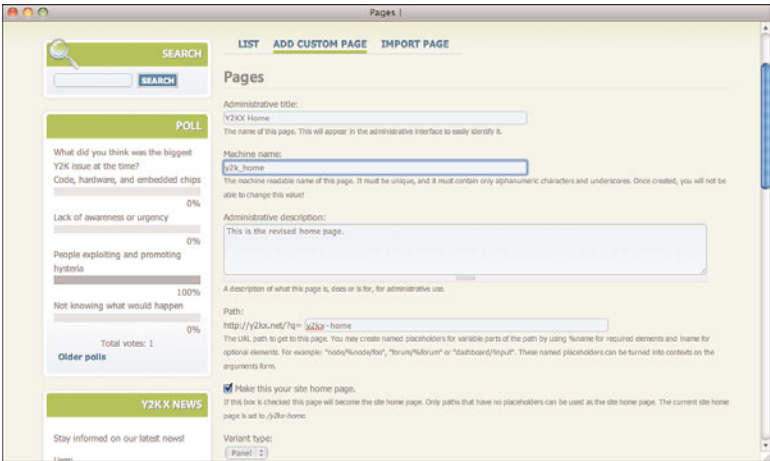 Pages |
SEARCH
SEARCH
POLL
What did you think was the biggest
Y2K issue at the time?
Code, hardware, and embedded chips
0%
Lack of awareness or urgency
0%
People exploiting and promoting
hysteria
100%
Not knowing what would happen
0%
Total votes: 1
Older polls
Y2KX NEWS
Stay informed on our latest news!
LIST ADD CUSTOM PAGE IMPORT PAGE
Pages
Administrative title:
Y2KX Home
The name of this page. This will appear in the administrative interface to easily identify it.
Machine name:
y2k_home
The machine readable name of this page. It must be unique, and it must contain only alphanumeric characters and underscores. Once created, you will not be
able to change this value!
Administrative description:
This is the revised home page.
A description of what this page is, does or is for, for administrative use.
Path:
http://y2kx.net/?q= y2kx-home
The URL path to get to this page. You may create named placeholders for variable parts of the path by using %name for required elements and !name for
optional elements. For example: "node/%node/foo", "forum/%forum" or "dashboard/!input". These named placeholders can be turned into contexts on the
arguments form.
Make this your site home page.
If this box is checked this page will become the site home page. Only paths that have no placeholders can be used as the site home page. The current site home
page is set to /y2kx-home.
Variant type:
Panel